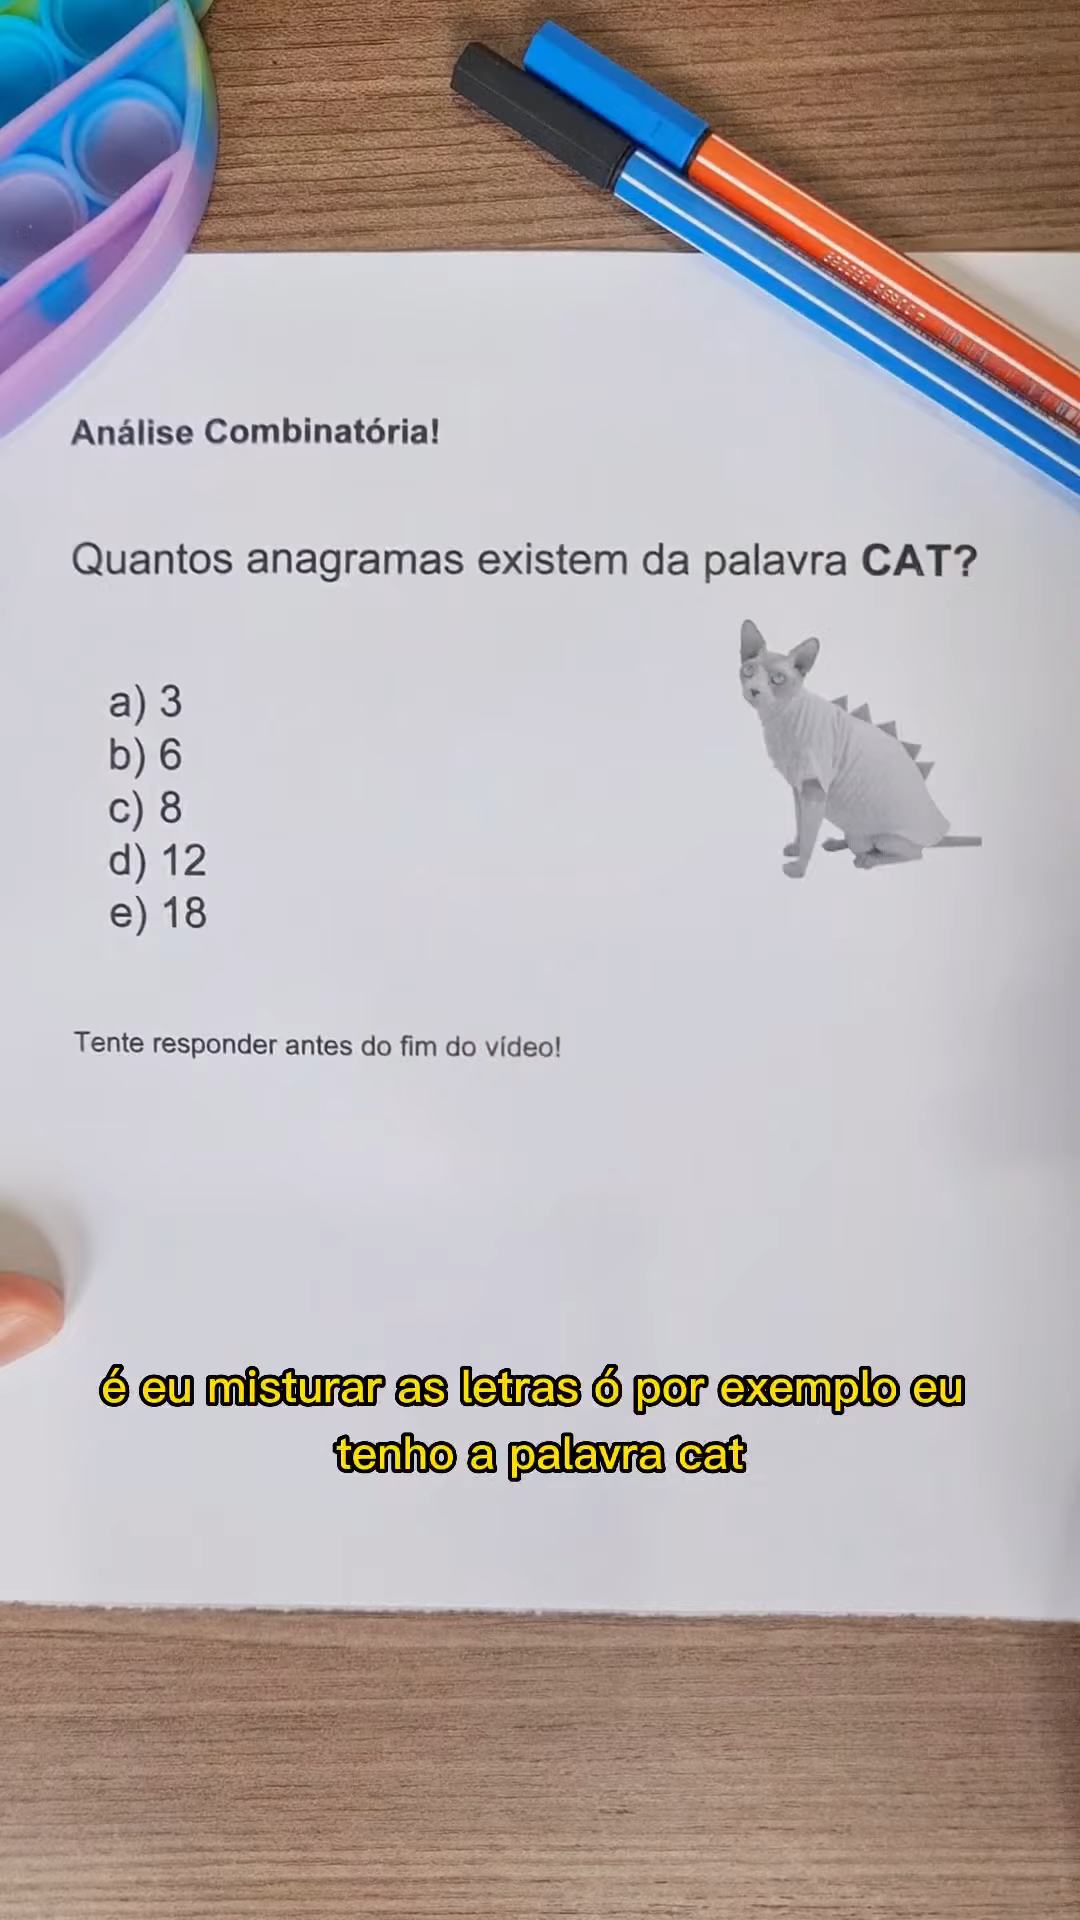 Análise Combinatória!
Quantos anagramas existem da palavra CAT?
a) 3
b) 6
c) 8
d) 12
e) 18
Tente responder antes do fim do vídeo!
é eu misturar as letras ó por exemplo eu
tenho a palavra cat